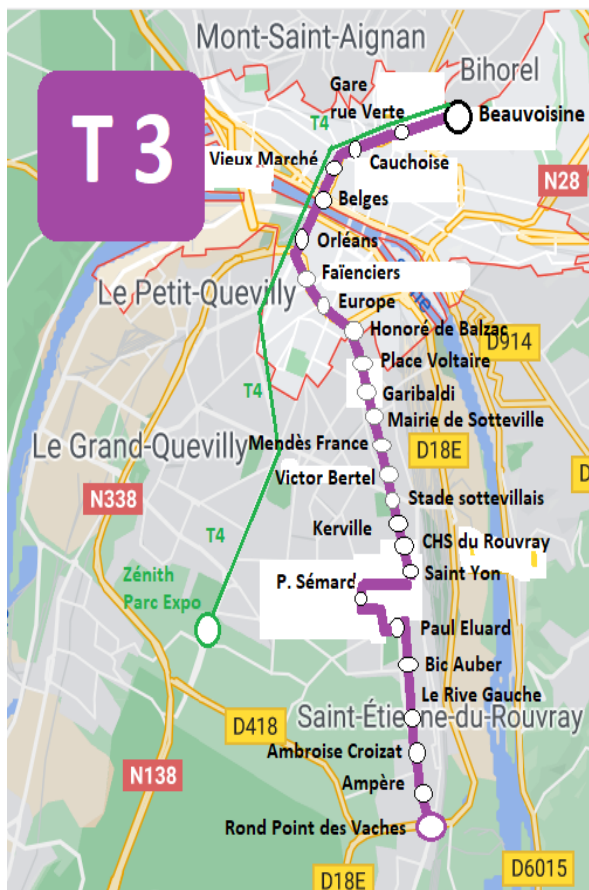 Mont-Saint-Aignan
Bihorel
T 3
Gare
rue Verte
T4
Beauvoisine
Vieux Marché
Cauchoise
N28
Belges
Orléans
Faïenciers
Le Petit-Quevilly
Europe
Honoré de Balzac
D914
Place Voltaire
T4
Garibaldi
Mairie de Sotteville
Le Grand-Quevilly
Mendès France
D18E
D
Victor Bertel
N338
Stade sottevillais
Kerville
T4
CHS du Rouvray
Zénith
Parc Expo
Saint Yon
P. Sémard
Paul Eluard
Bic Auber
Le Rive Gauche
Saint-Étienne-du-Rouvray
D418
Ambroise Croizat
N138
Ampère
Rond Point des Vaches
D18E
D6015